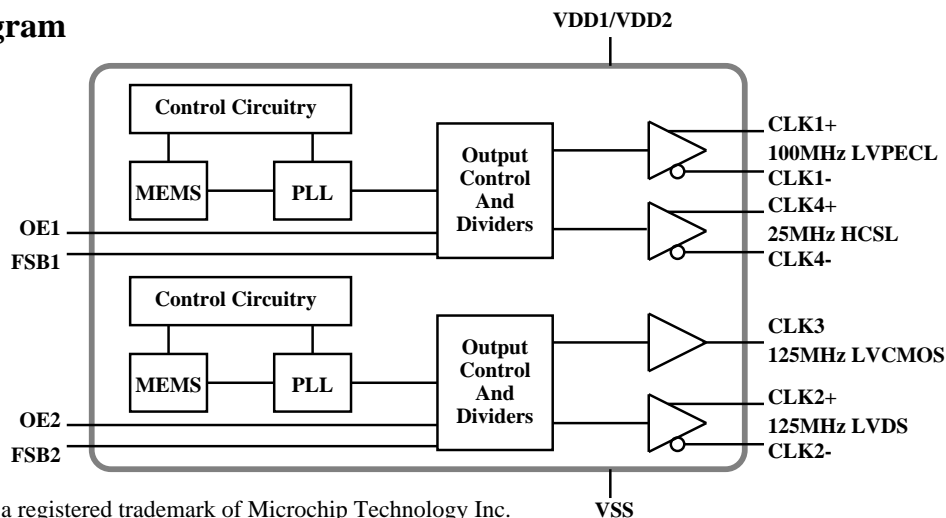 gram
VDD1/VDD2
Control Circuitry
MEMS
PLL
Output
Control
And
Dividers
OE1
FSB1
CLK1+
100MHz LVPECL
CLK1-
CLK4+
25MHz HCSL
CLK4-
Control Circuitry
MEMS
PLL
Output
Control
And
Dividers
OE2
FSB2
CLK3
125MHz LVCMOS
CLK2+
125MHz LVDS
CLK2-
VSS
a registered trademark of Microchip Technology Inc.